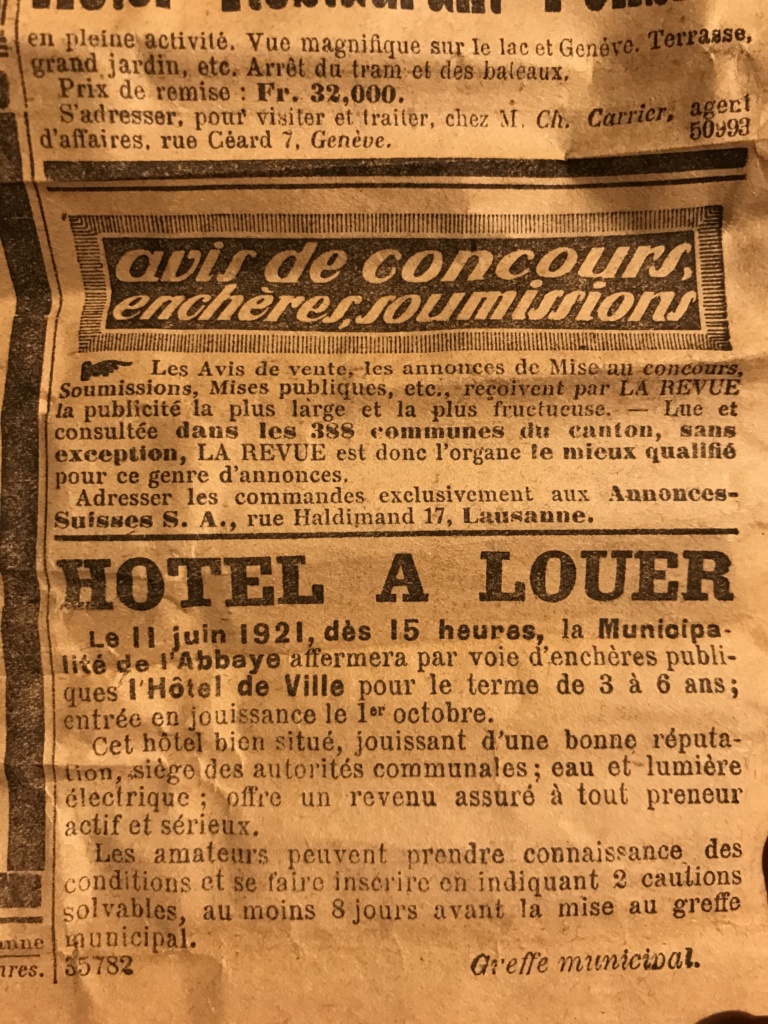 Hôtel Restaurant
en pleine activité. Vue magnifique sur le lac et Genève. Terrasse,
grand jardin, etc. Arrêt du tram et des bateaux.
Prix de remise : Fr. 32,000.
S'adresser, pour visiter et traiter, chez M. Ch. Carrier, agent
d'affaires, rue Céard 7, Genève. 50993
avis de concours,
enchères, soumissions
Les Avis de vente, les annonces de Mise au concours,
Soumissions, Mises publiques, etc., reçoivent par LA REVUE
la publicité la plus large et la plus fructueuse. — Lue et
consultée dans les 388 communes du canton, sans
exception, LA REVUE est donc l'organe le mieux qualifié
pour ce genre d'annonces.
Adresser les commandes exclusivement aux Annonces-
Suisses S. A., rue Haldimand 17, Lausanne.
HOTEL A LOUER
Le 11 juin 1921, dès 15 heures, la Municipa-
lité de l'Abbaye affermera par voie d'enchères publi-
ques l'Hôtel de Ville pour le terme de 3 à 6 ans ;
entrée en jouissance le 1er octobre.
Cet hôtel bien situé, jouissant d'une bonne réputa-
tion, siège des autorités communales ; eau et lumière
électrique ; offre un revenu assuré à tout preneur
actif et sérieux.
Les amateurs peuvent prendre connaissance des
conditions et se faire inscrire en indiquant 2 cautions
solvables, au moins 8 jours avant la mise au greffe
municipal.
35782 Greffe municipal.